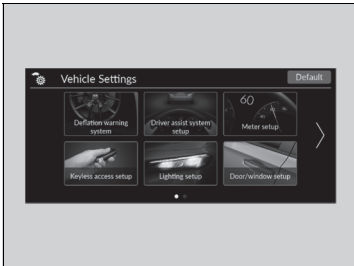 Vehicle Settings
Default
Deflation warning
system
Driver assist system
setup
60
Meter setup
Keyless access setup
Lighting setup
Door/window setup